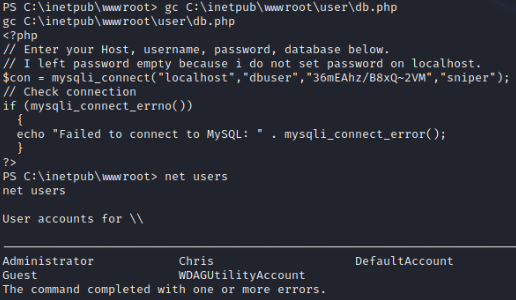 PS C:\inetpub\wwwroot> gc C:\inetpub\wwwroot\user\db.php
gc C:\inetpub\wwwroot\user\db.php
<?php
// Enter your Host, username, password, database below.
// I left password empty because i do not set password on localhost.
$con = mysqli_connect("localhost","dbuser","36mEAhz/B8xQ~2VM","sniper");
// Check connection
if (mysqli_connect_errno())
  {
  echo "Failed to connect to MySQL: " . mysqli_connect_error();
  }
?>
PS C:\inetpub\wwwroot> net users
net users

User accounts for \\

-------------------------------------------------------------------------------
Administrator            Chris                    DefaultAccount
Guest                    WDAGUtilityAccount
The command completed with one or more errors.